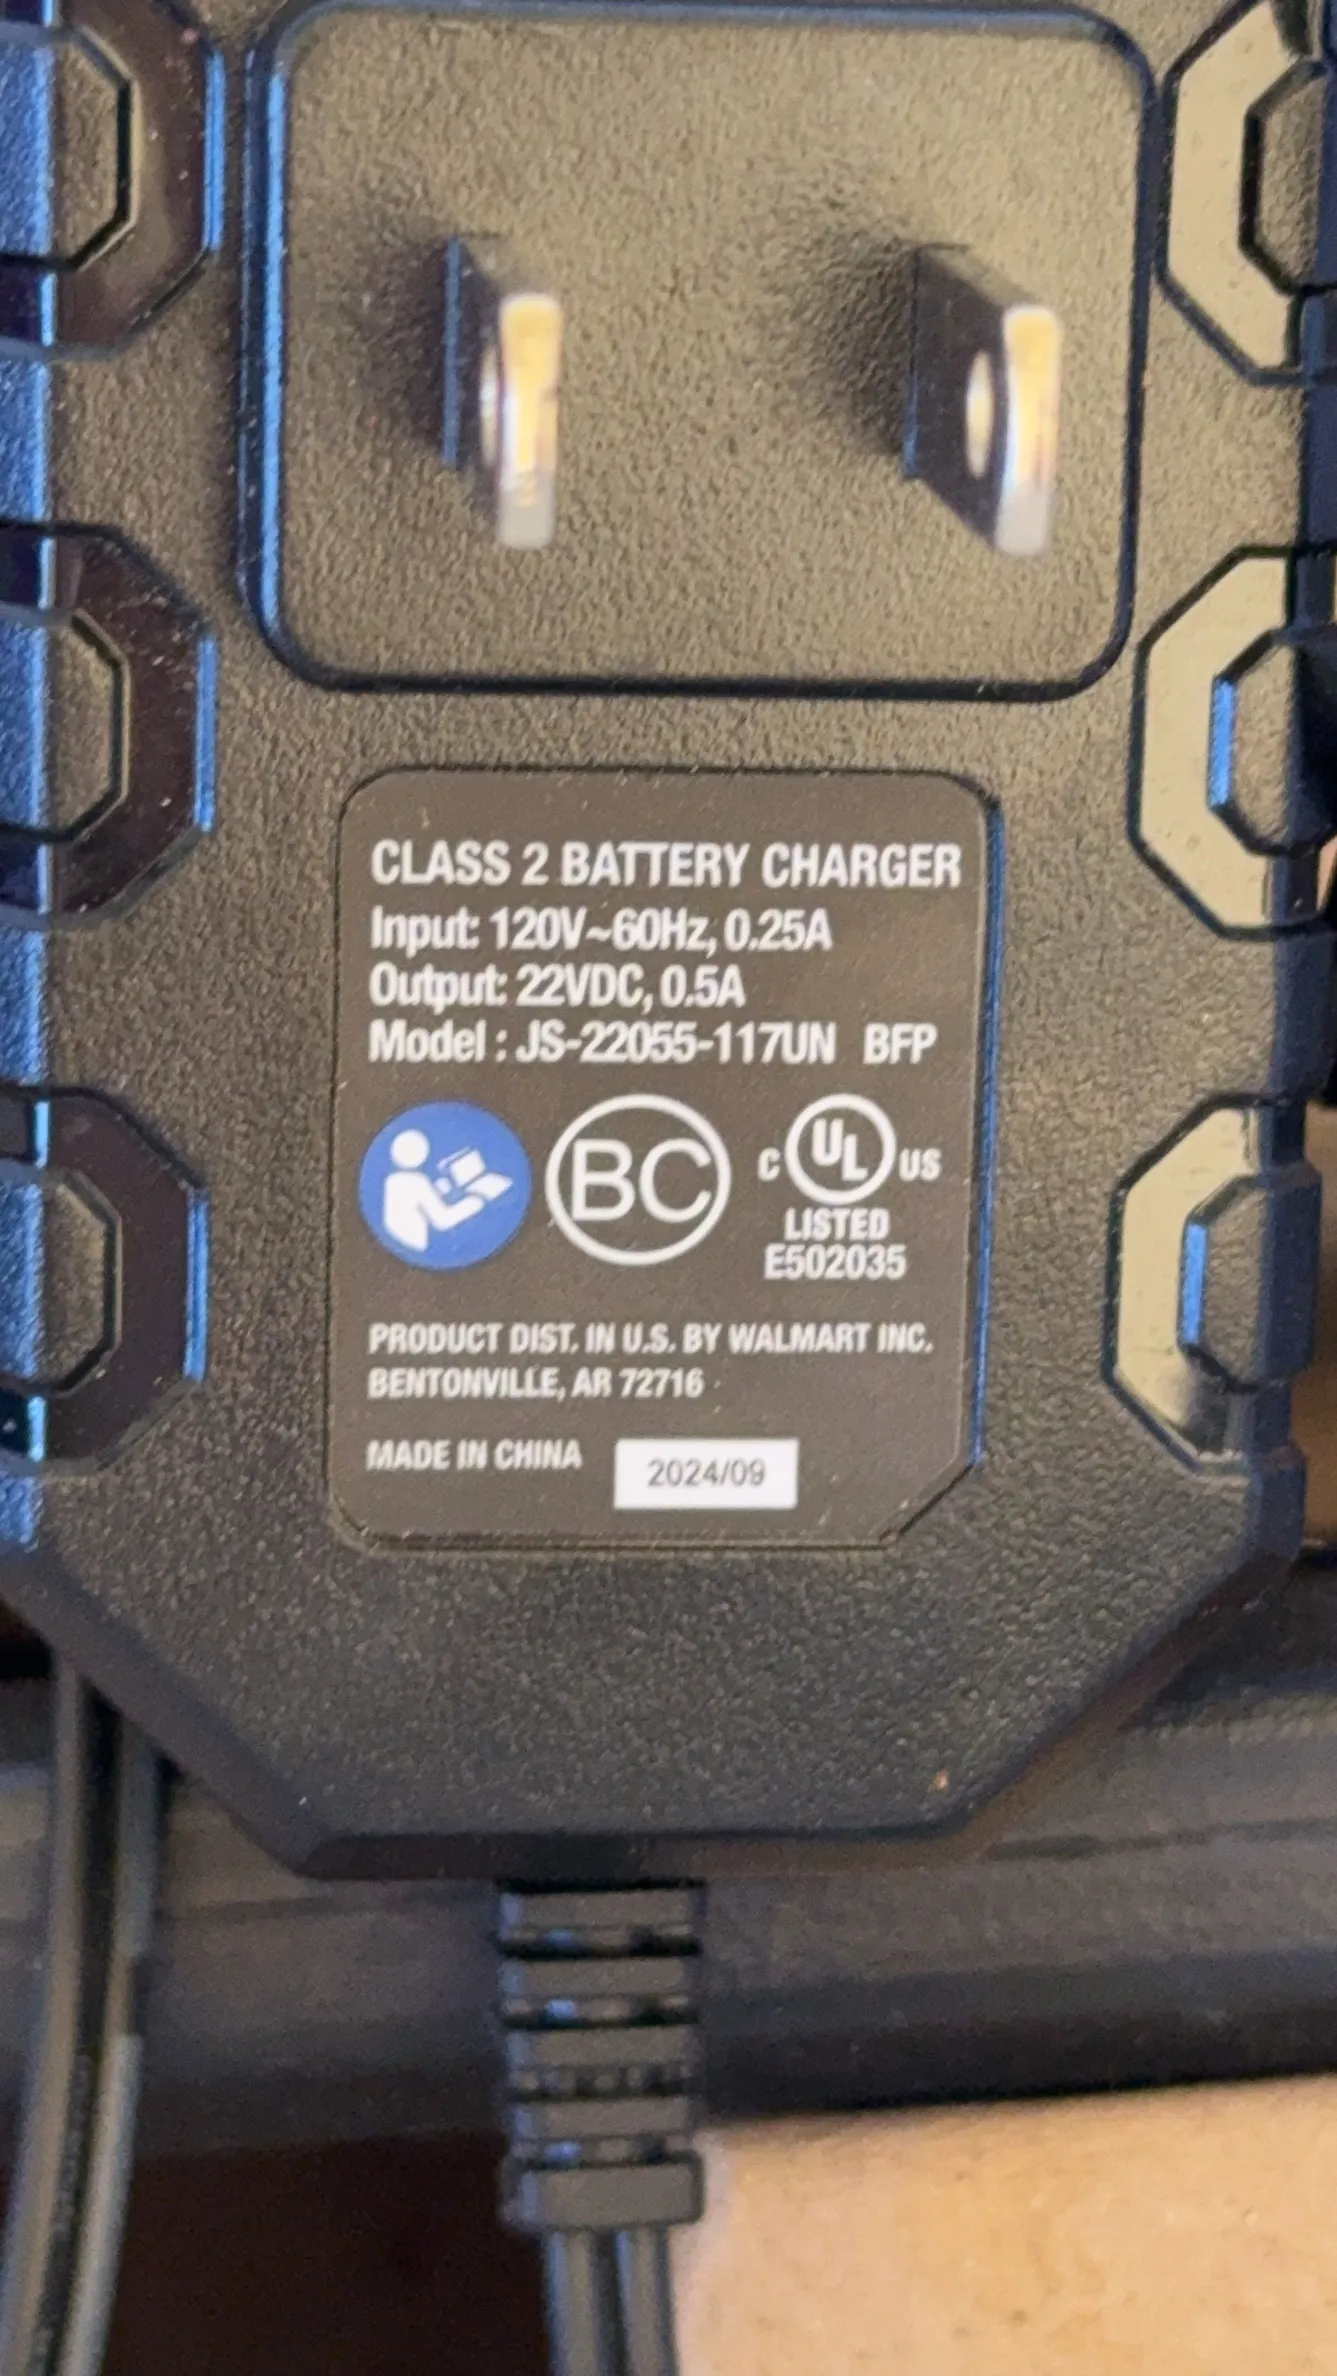 CLASS 2 BATTERY CHARGER
Input: 120V~60Hz, 0.25A
Output: 22VDC, 0.5A
Model : JS-22055-117UN BFP
BC
C UL US
LISTED
E502035
PRODUCT DIST. IN U.S. BY WALMART INC.
BENTONVILLE, AR 72716
MADE IN CHINA 2024/09